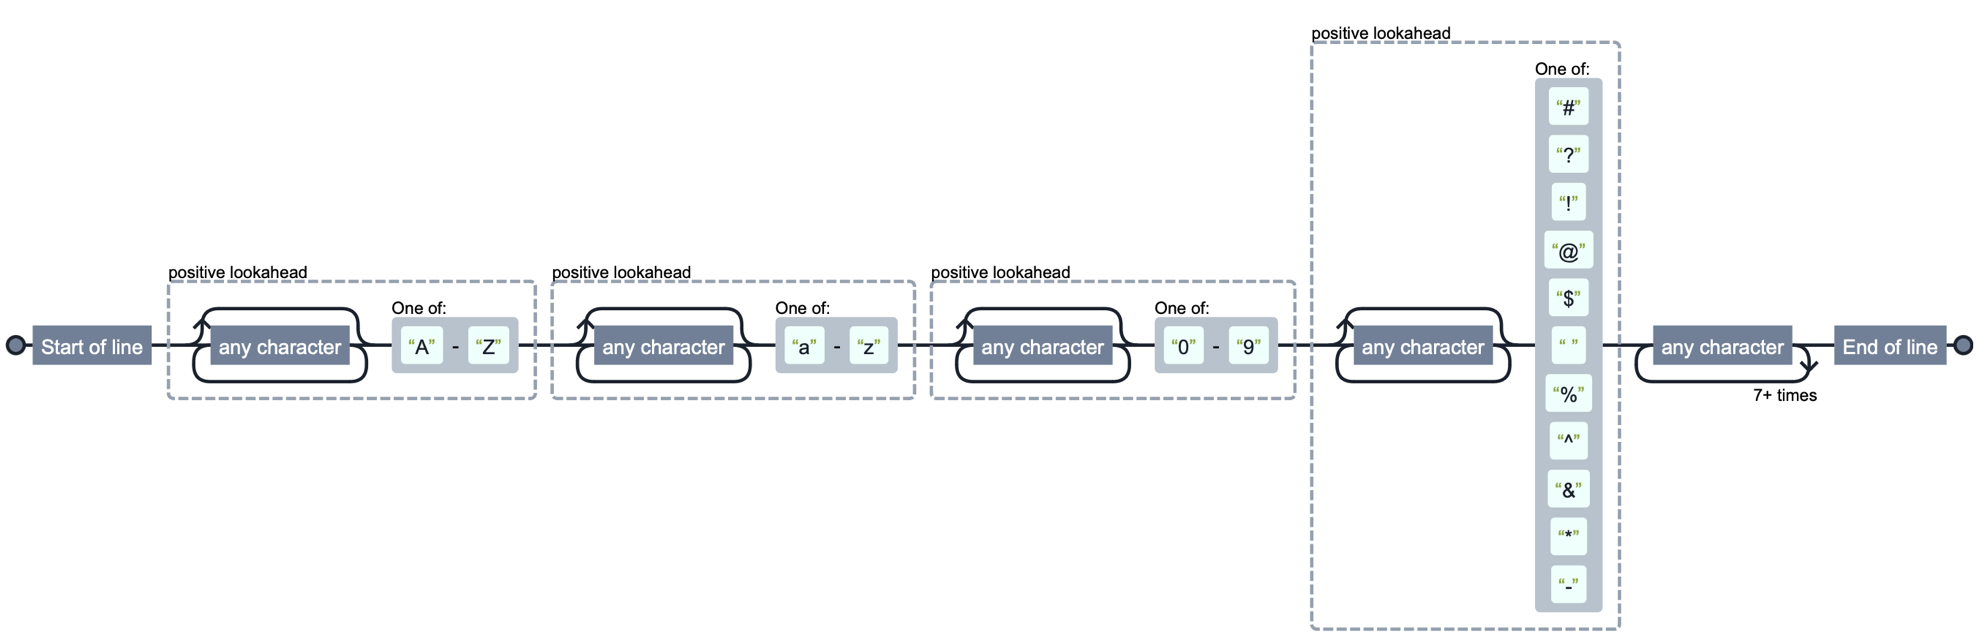 positive lookahead
One of:
“#”
“?”
“!”
“@”
“$”
“ ”
“%”
“^”
“&”
“*”
“-”
positive lookahead
positive lookahead
positive lookahead
One of:
One of:
One of:
Start of line
any character
“A” - “Z”
any character
“a” - “z”
any character
“0” - “9”
any character
any character
End of line
7+ times